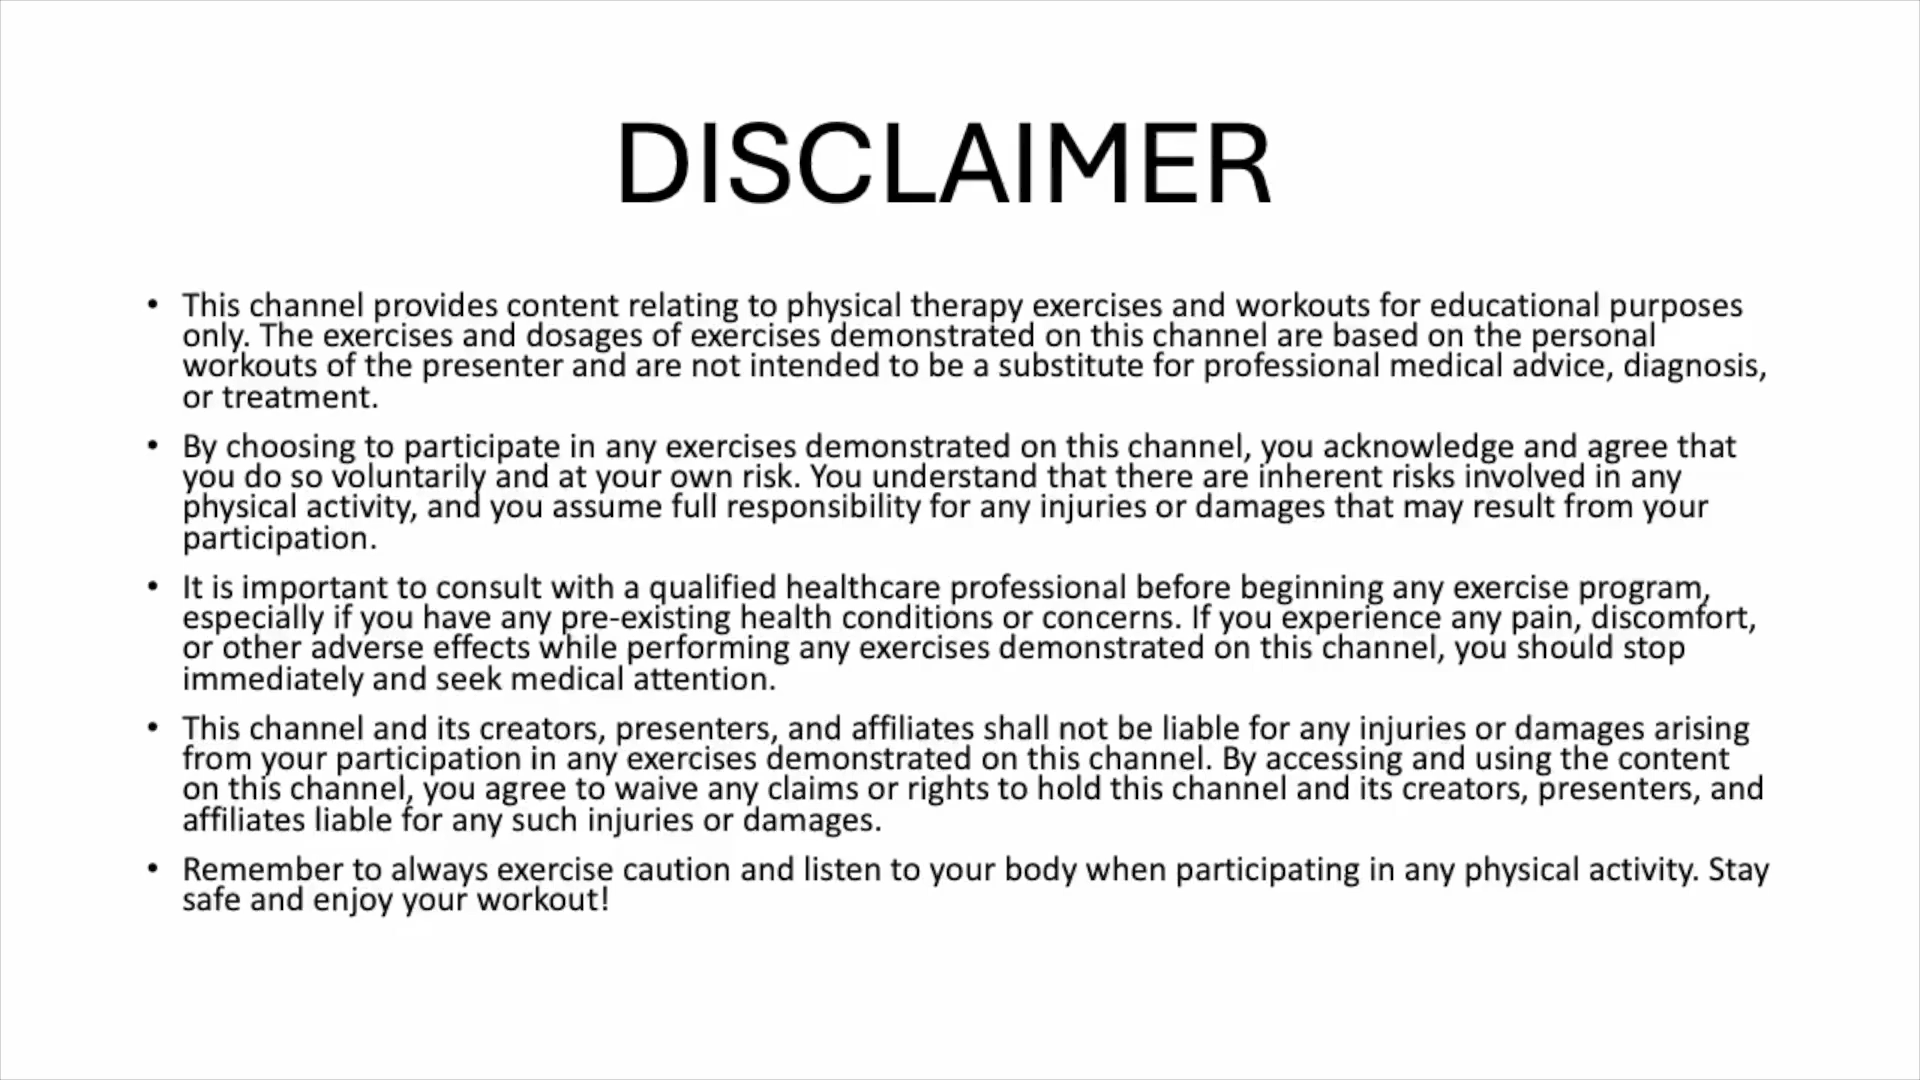 DISCLAIMER
• This channel provides content relating to physical therapy exercises and workouts for educational purposes
only. The exercises and dosages of exercises demonstrated on this channel are based on the personal
workouts of the presenter and are not intended to be a substitute for professional medical advice, diagnosis,
or treatment.
• By choosing to participate in any exercises demonstrated on this channel, you acknowledge and agree that
you do so voluntarily and at your own risk. You understand that there are inherent risks involved in any
physical activity, and you assume full responsibility for any injuries or damages that may result from your
participation.
• It is important to consult with a qualified healthcare professional before beginning any exercise program,
especially if you have any pre-existing health conditions or concerns. If you experience any pain, discomfort,
or other adverse effects while performing any exercises demonstrated on this channel, you should stop
immediately and seek medical attention.
• This channel and its creators, presenters, and affiliates shall not be liable for any injuries or damages arising
from your participation in any exercises demonstrated on this channel. By accessing and using the content
on this channel, you agree to waive any claims or rights to hold this channel and its creators, presenters, and
affiliates liable for any such injuries or damages.
• Remember to always exercise caution and listen to your body when participating in any physical activity. Stay
safe and enjoy your workout!